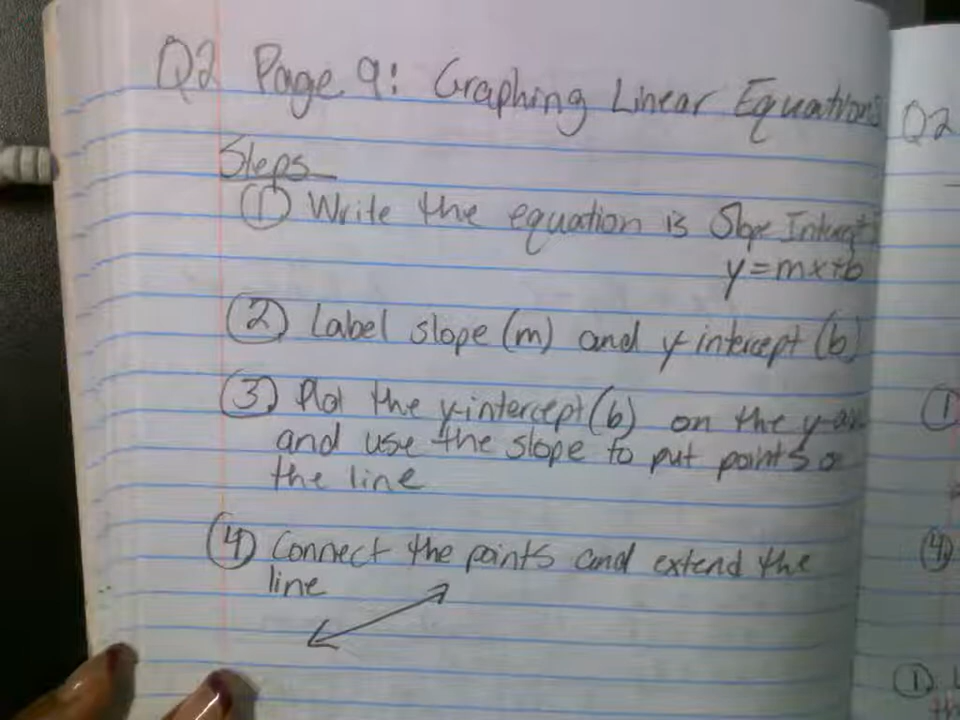 Q2 Page 9: Graphing Linear Equations
Q2
Steps
① Write the equation is Slope Intercept
y=mx+b
② Label slope (m) and y intercept (b)
③ Plot the y-intercept (b) on the y-ax
and use the slope to put points o
the line
①
④ Connect the points and extend the
line
④
① L
th